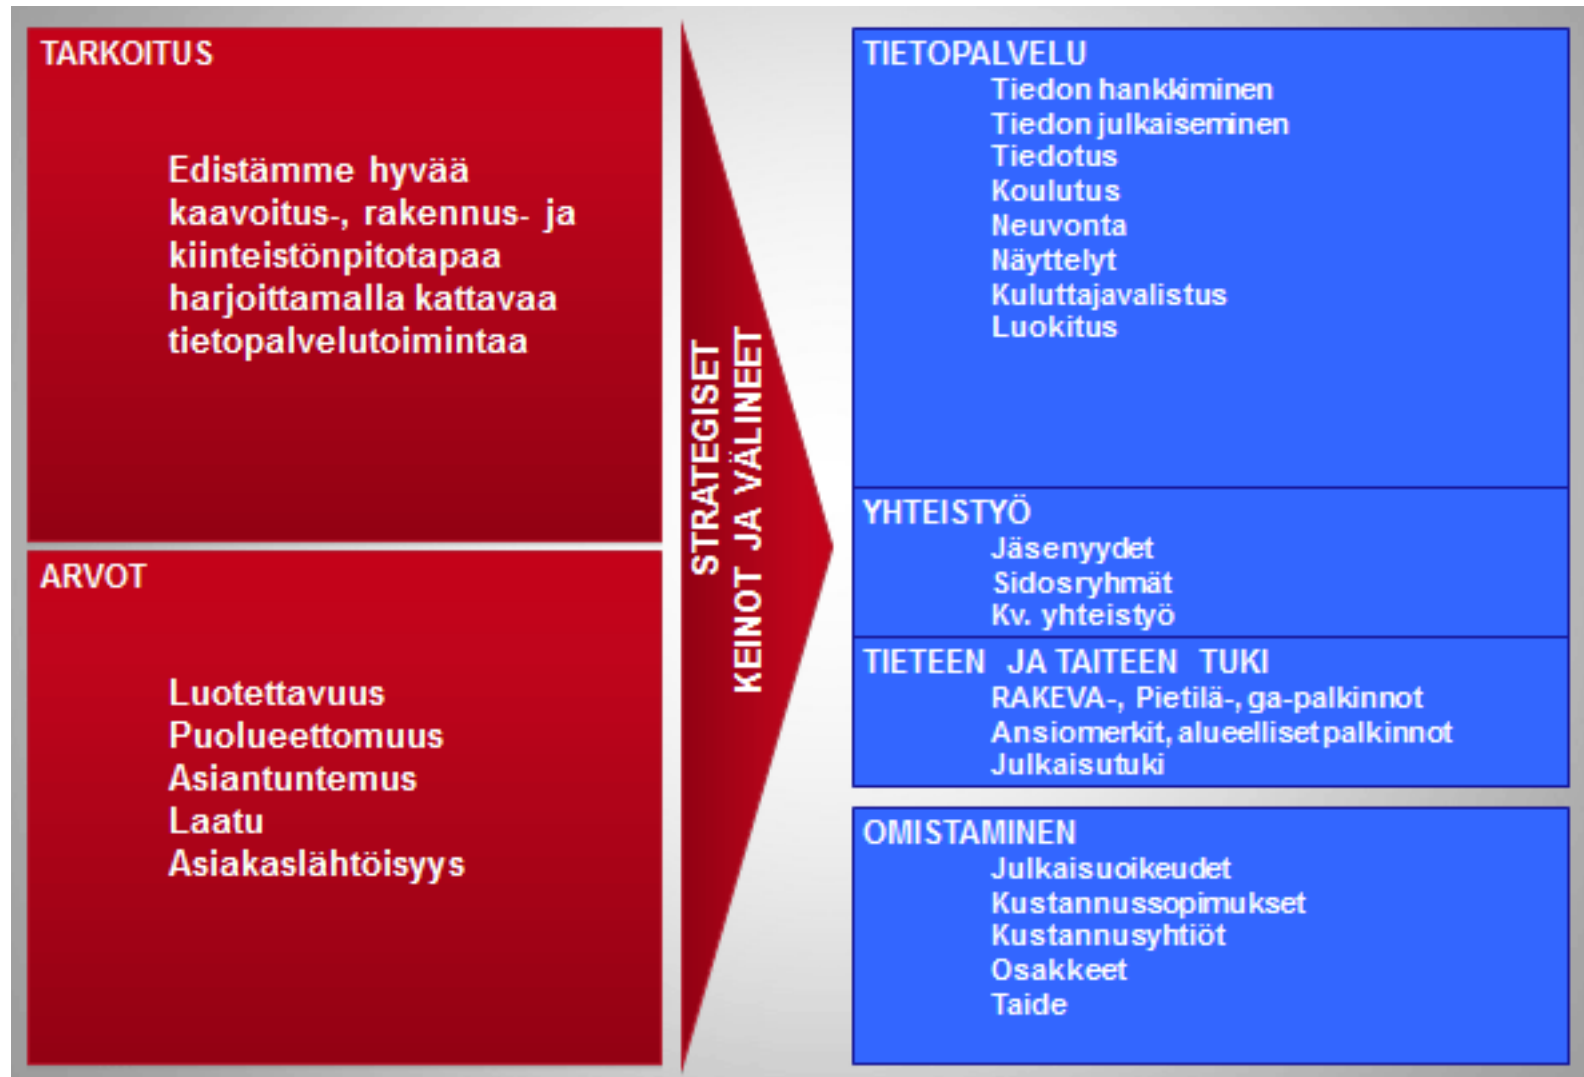 TARKOITUS
Edistämme hyvää
kaavoitus-, rakennus- ja
kiinteistönpitotapaa
harjoittamalla kattavaa
tietopalvelutoimintaa
ARVOT
Luotettavuus
Puolueettomuus
Asiantuntemus
Laatu
Asiakaslähtöisyys
STRATEGISET
KEINOT JA VÄLINEET
TIETOPALVELU
Tiedon hankkiminen
Tiedon julkaiseminen
Tiedotus
Koulutus
Neuvonta
Näyttelyt
Kuluttajavalistus
Luokitus
YHTEISTYÖ
Jäsenyydet
Sidosryhmät
Kv. yhteistyö
TIETEEN JA TAITEEN TUKI
RAKEVA-, Pietilä-, ga-palkinnot
Ansiomerkit, alueelliset palkinnot
Julkaisutuki
OMISTAMINEN
Julkaisuoikeudet
Kustannussopimukset
Kustannusyhtiöt
Osakkeet
Taide